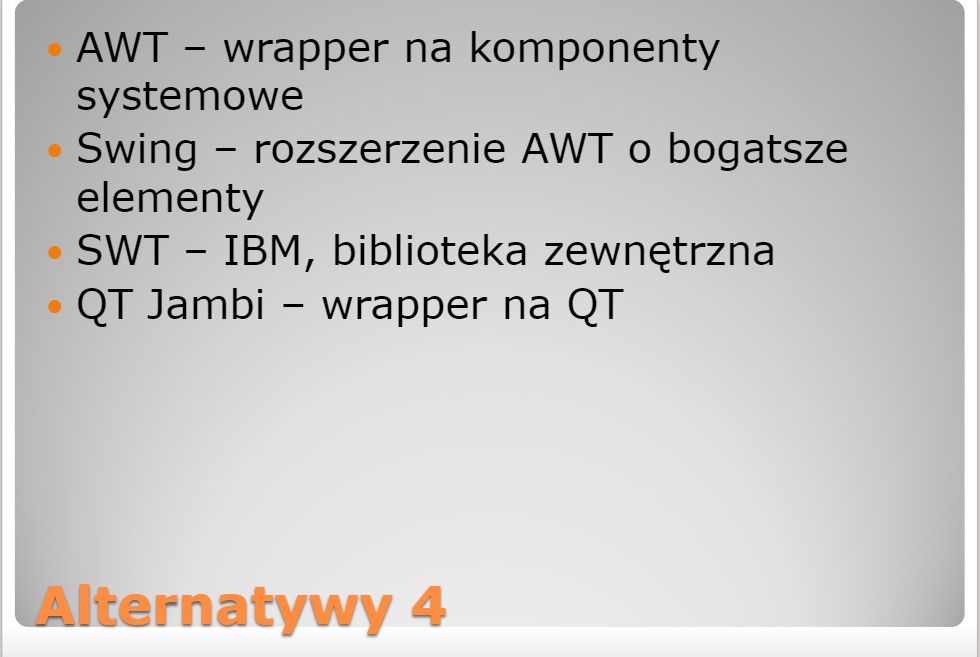 • AWT – wrapper na komponenty
systemowe
• Swing – rozszerzenie AWT o bogatsze
elementy
• SWT – IBM, biblioteka zewnętrzna
• QT Jambi – wrapper na QT
Alternatywy 4